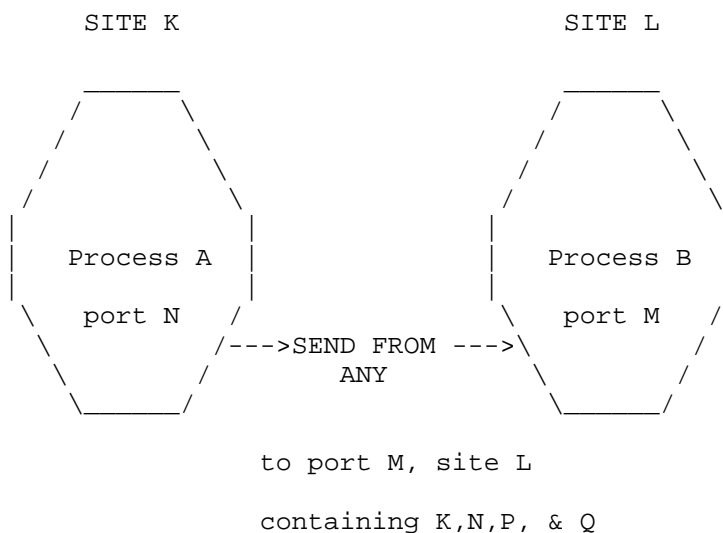 SITE K SITE L
Process A Process B
port N port M
--->SEND FROM --->
ANY
to port M, site L
containing K,N,P, & Q